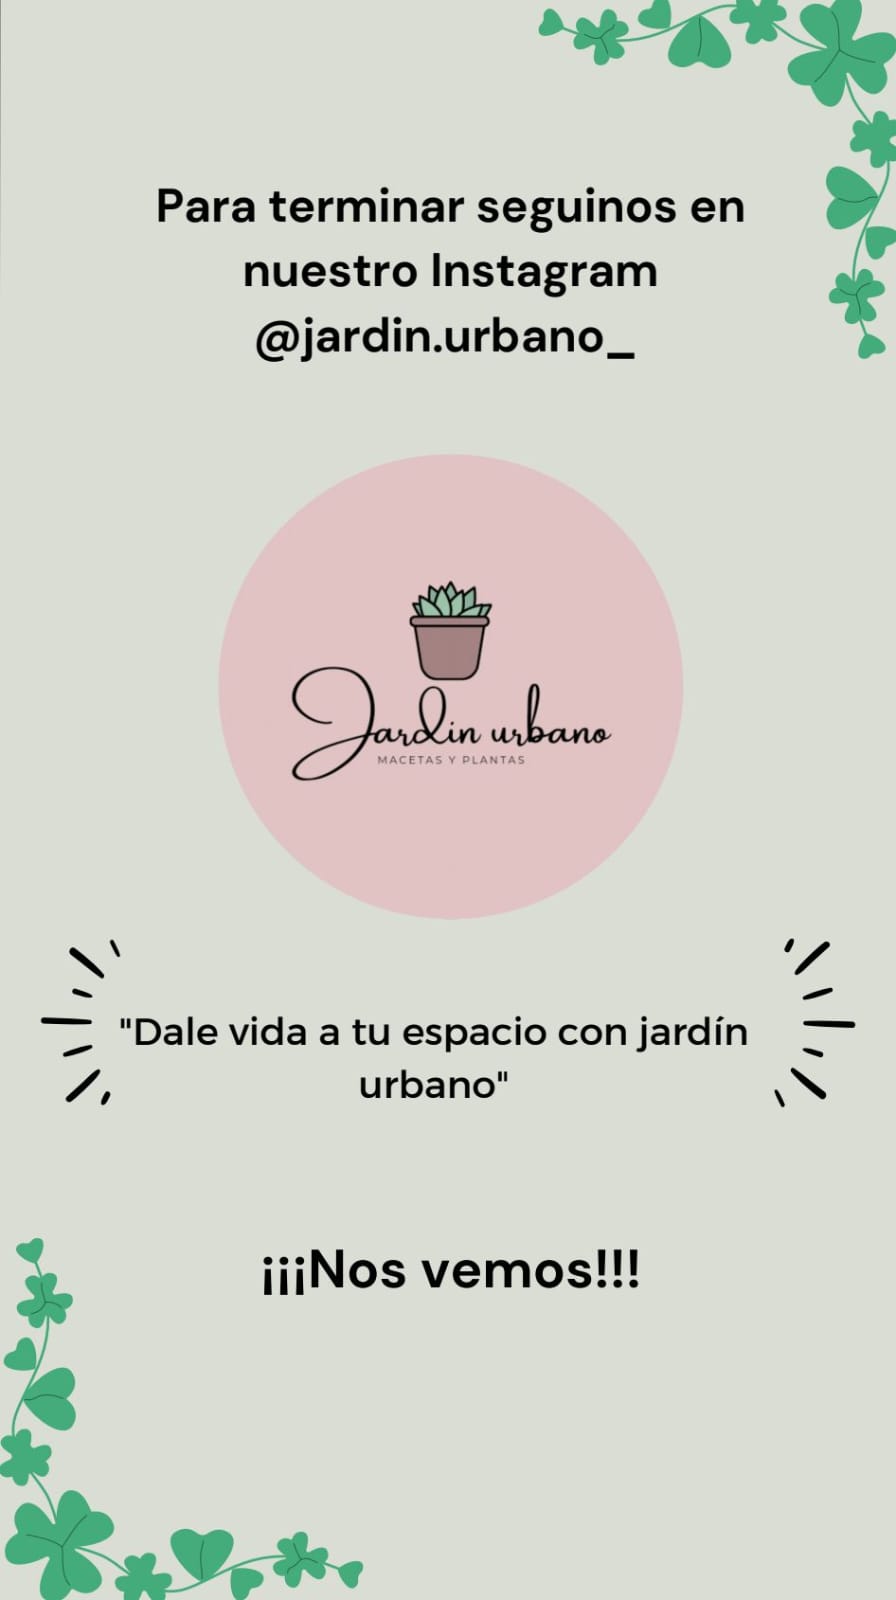 Para terminar seguinos en
nuestro Instagram
@jardin.urbano_
Jardin urbano
MACETAS Y PLANTAS
"Dale vida a tu espacio con jardín
urbano"
¡¡¡Nos vemos!!!